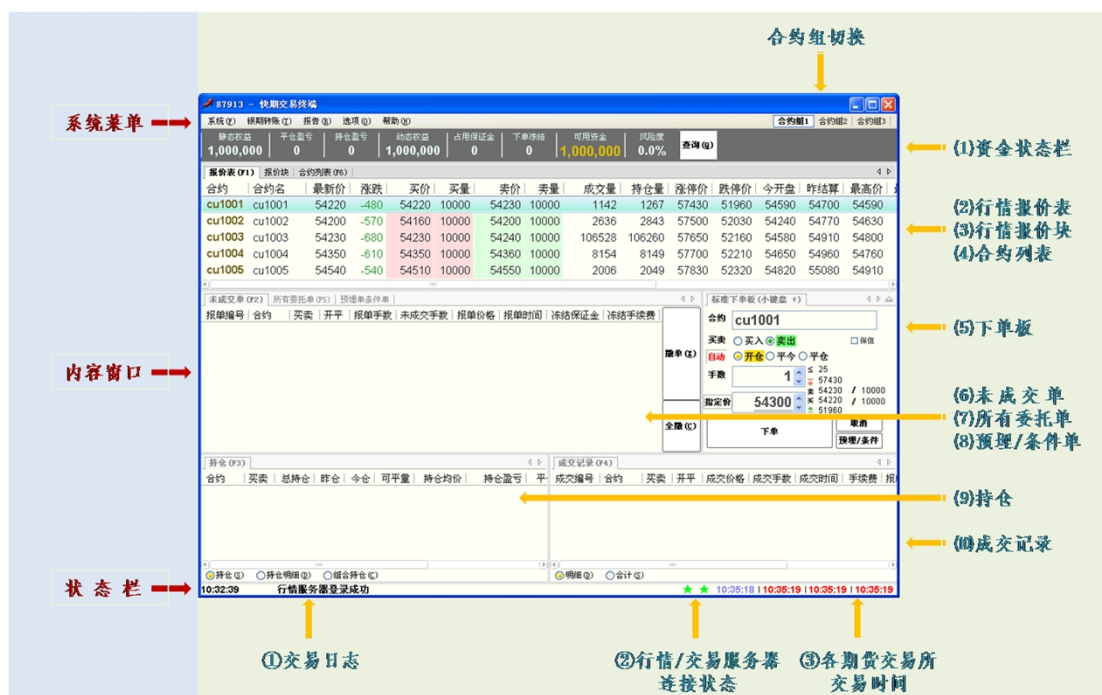 合约组切换
87913 - 快期交易终端
系统菜单
系统(Y) 银期转账(T) 报告(R) 选项(O) 帮助(H) 合约组1 合约组2 合约组3
静态权益 平仓盈亏 持仓盈亏 动态权益 占用保证金 下单冻结 可用资金 风险度 查询(Q)
1,000,000 0 0 1,000,000 0 0 1,000,000 0.0%
(1)资金状态栏
报价表(F1) 报价块 合约列表(F6)
合约 合约名 最新价 涨跌 买价 买量 卖价 卖量 成交量 持仓量 涨停价 跌停价 今开盘 昨结算 最高价
cu1001 cu1001 54220 -480 54220 10000 54230 10000 1142 1267 57430 51960 54590 54700 54590
cu1002 cu1002 54200 -570 54160 10000 54200 10000 2636 2843 57500 52030 54240 54770 54630
cu1003 cu1003 54230 -680 54230 10000 54240 10000 106528 106260 57650 52160 54580 54910 54800
cu1004 cu1004 54350 -610 54350 10000 54360 10000 8154 8149 57700 52210 54650 54960 54760
cu1005 cu1005 54540 -540 54510 10000 54550 10000 2006 2049 57830 52320 54820 55080 54910
(2)行情报价表
(3)行情报价块
(4)合约列表
未成交单(F2) 所有委托单(F5) 预埋单条件单
报单编号 合约 买卖 开平 报单手数 未成交手数 报单价格 报单时间 冻结保证金 冻结手续费
撤单(X)
全撤(C)
标准下单板(小键盘 +)
合约 cu1001
买卖 买入 卖出 保值
自动 开仓 平今 平仓
手数 1 ≤ 25
57430
卖 54230 / 10000
指定价 54300 买 54220 / 10000
51960
下单
取消
预埋/条件
(5)下单板
内容窗口
(6)未成交单
(7)所有委托单
(8)预埋/条件单
持仓(F3)
合约 买卖 总持仓 昨仓 今仓 可平量 持仓均价 持仓盈亏 平
成交记录(F4)
成交编号 合约 买卖 开平 成交价格 成交手数 成交时间 手续费 报
(9)持仓
(10)成交记录
持仓(S) 持仓明细(D) 组合持仓(C)
明细(D) 合计(S)
状态栏
10:32:39 行情服务器登录成功 10:35:18 10:35:19 10:35:19 10:35:19
①交易日志
②行情/交易服务器
连接状态
③各期货交易所
交易时间